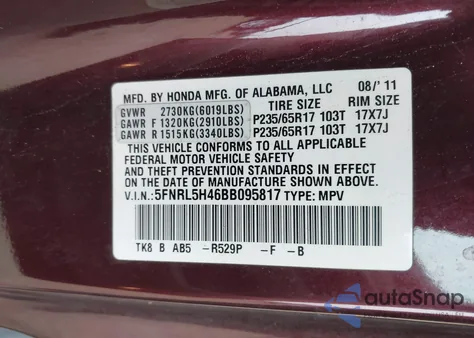 MFD. BY HONDA MFG. OF ALABAMA, LLC 08/'11
GVWR 2730KG(6019LBS) TIRE SIZE RIM SIZE
GAWR F 1320KG(2910LBS) P235/65R17 103T 17X7J
GAWR R 1515KG(3340LBS) P235/65R17 103T 17X7J
THIS VEHICLE CONFORMS TO ALL APPLICABLE
FEDERAL MOTOR VEHICLE SAFETY
AND THEFT PREVENTION STANDARDS IN EFFECT
ON THE DATE OF MANUFACTURE SHOWN ABOVE.
V.I.N.: 5FNRL5H46BB095817 TYPE: MPV
TK8 B AB5 -R529P -F -B
autoSnap